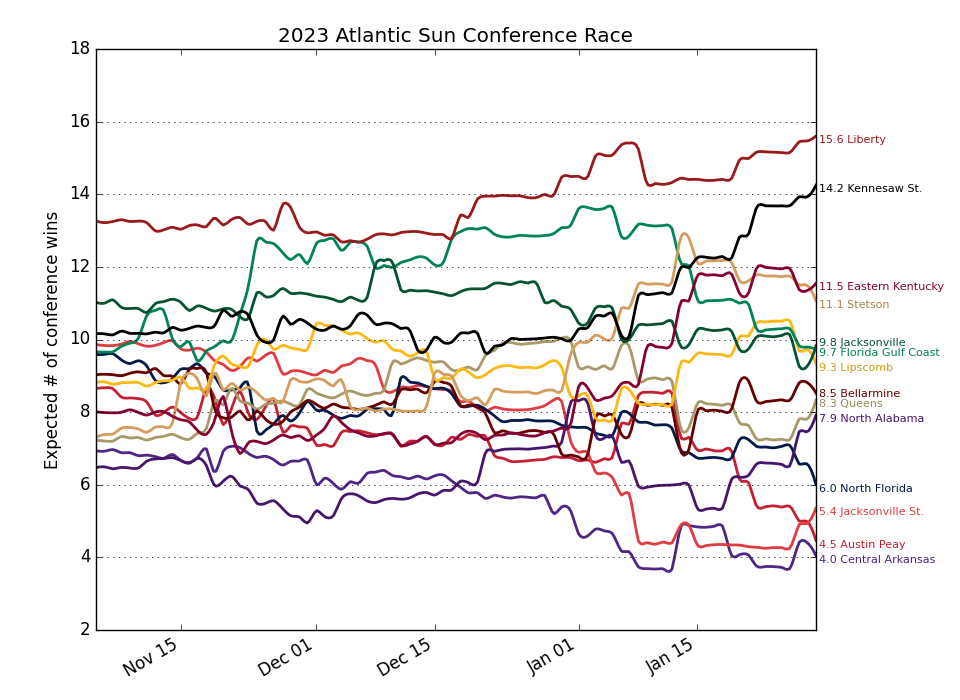 2023 Atlantic Sun Conference Race
Expected # of conference wins
18
16
14
12
10
8
6
4
2
Nov 15
Dec 01
Dec 15
Jan 01
Jan 15
15.6 Liberty
14.2 Kennesaw St.
11.5 Eastern Kentucky
11.1 Stetson
9.8 Jacksonville
9.7 Florida Gulf Coast
9.3 Lipscomb
8.5 Bellarmine
8.3 Queens
7.9 North Alabama
6.0 North Florida
5.4 Jacksonville St.
4.5 Austin Peay
4.0 Central Arkansas